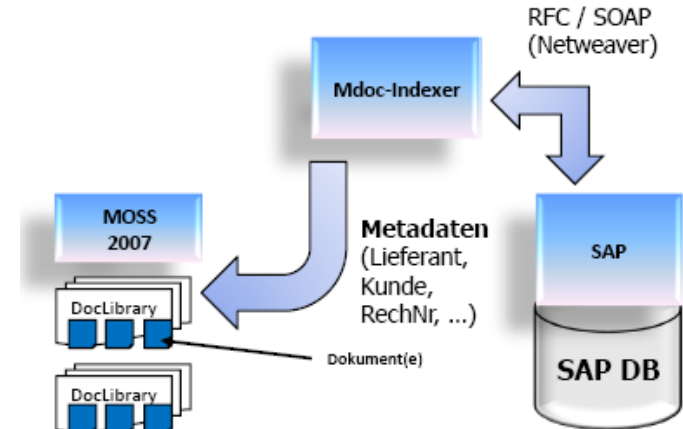 RFC / SOAP
(Netweaver)
Mdoc-Indexer
MOSS
2007
Metadaten
(Lieferant,
Kunde,
RechNr, ...)
SAP
DocLibrary
Dokument(e)
SAP DB
DocLibrary